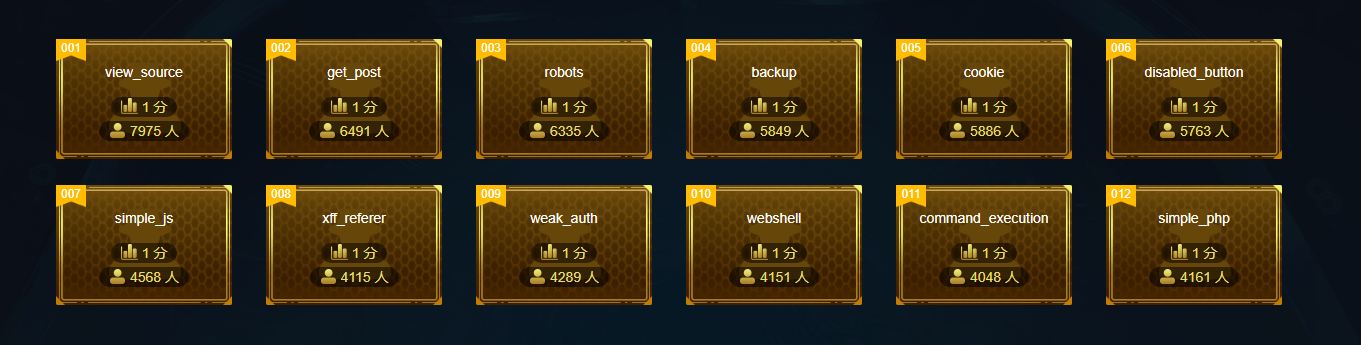 001 002 003 004 005 006
view_source get_post robots backup cookie disabled_button
1 分 1 分 1 分 1 分 1 分 1 分
7975 人 6491 人 6335 人 5849 人 5886 人 5763 人
007 008 009 010 011 012
simple_js xff_referer weak_auth webshell command_execution simple_php
1 分 1 分 1 分 1 分 1 分 1 分
4568 人 4115 人 4289 人 4151 人 4048 人 4161 人